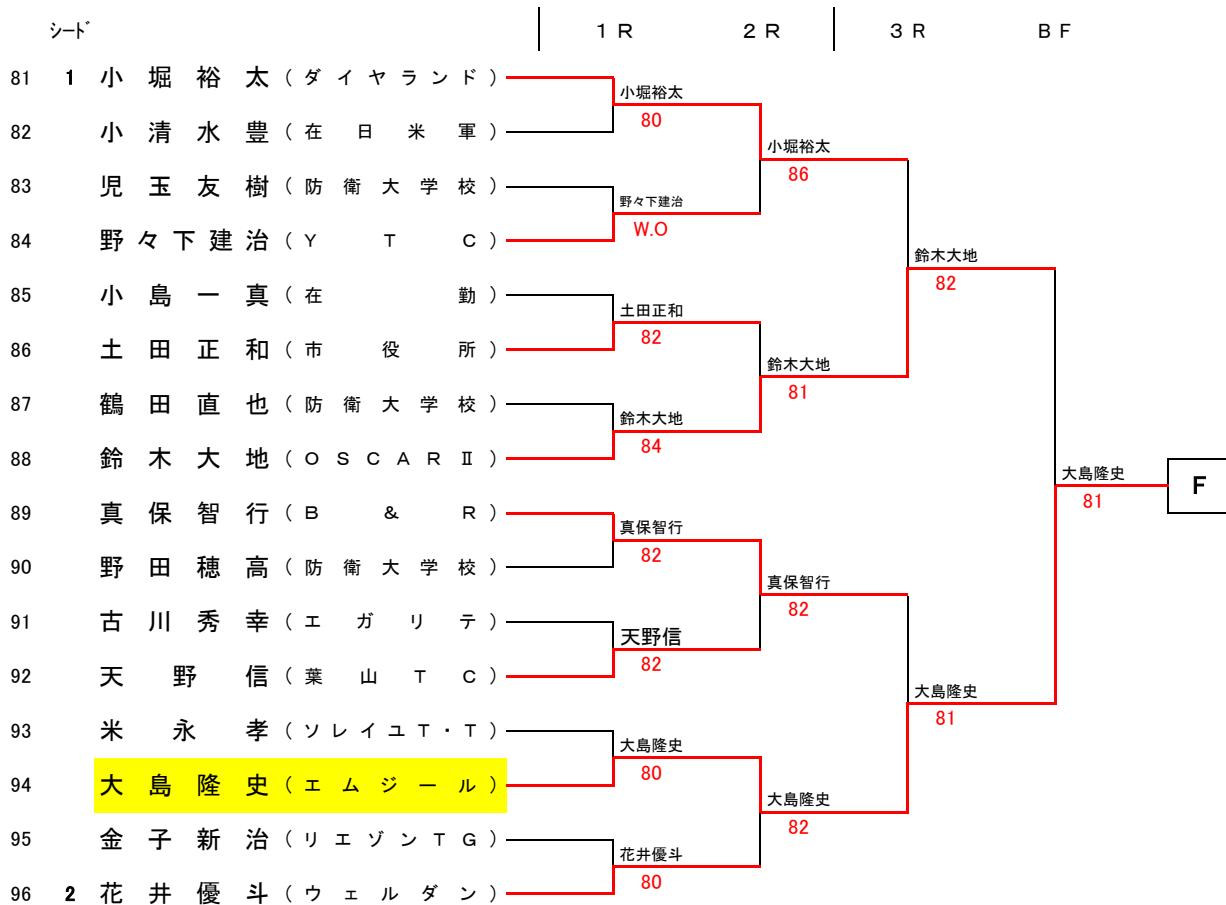 シード 1R 2R 3R BF
81 1 小堀裕太(ダイヤランド)
小堀裕太
80
82 小清水豊(在日米軍)
小堀裕太
86
83 児玉友樹(防衛大学校)
野々下建治
W.O
84 野々下建治(YTC)
鈴木大地
82
85 小島一真(在勤)
土田正和
82
86 土田正和(市役所)
鈴木大地
81
87 鶴田直也(防衛大学校)
鈴木大地
84
88 鈴木大地(OSCARⅡ)
大島隆史
81
F
89 真保智行(B&R)
真保智行
82
90 野田穂高(防衛大学校)
真保智行
82
91 古川秀幸(エガリテ)
天野信
82
92 天野信(葉山TC)
大島隆史
81
93 米永孝(ソレイユT・T)
大島隆史
80
94 大島隆史(エムジール)
大島隆史
82
95 金子新治(リエゾンTG)
花井優斗
80
96 2 花井優斗(ウェルダン)